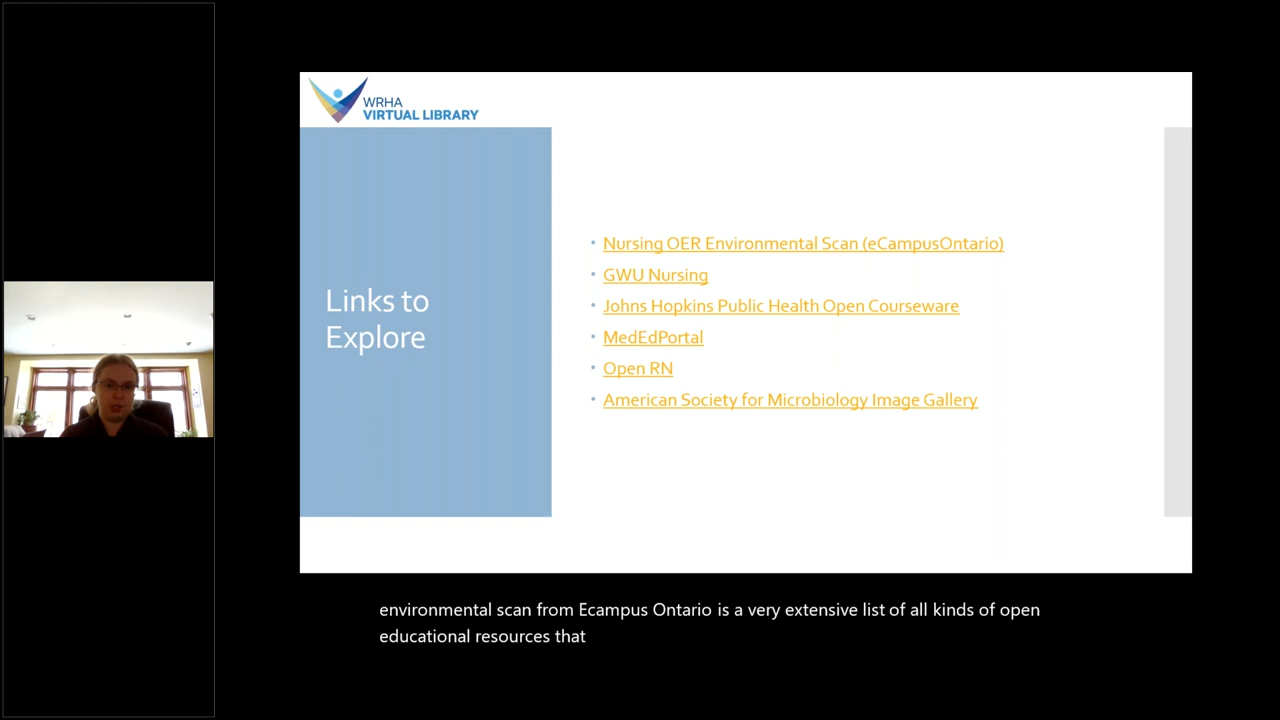 WRHA
VIRTUAL LIBRARY
Links to
Explore
• Nursing OER Environmental Scan (eCampusOntario)
• GWU Nursing
• Johns Hopkins Public Health Open Courseware
• MedEdPortal
• Open RN
• American Society for Microbiology Image Gallery
environmental scan from Ecampus Ontario is a very extensive list of all kinds of open
educational resources that